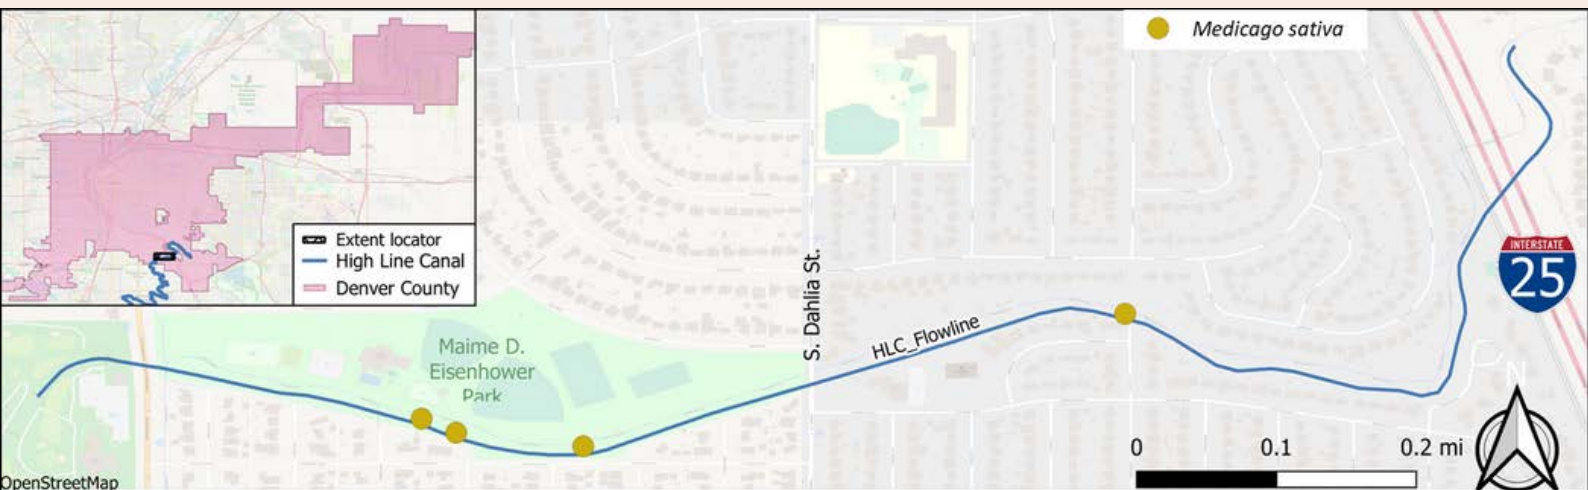 Medicago sativa
Extent locator
High Line Canal
Denver County
S. Dahlia St.
HLC_Flowline
INTERSTATE
25
Maime D.
Eisenhower
Park
N
0 0.1 0.2 mi
OpenStreetMap